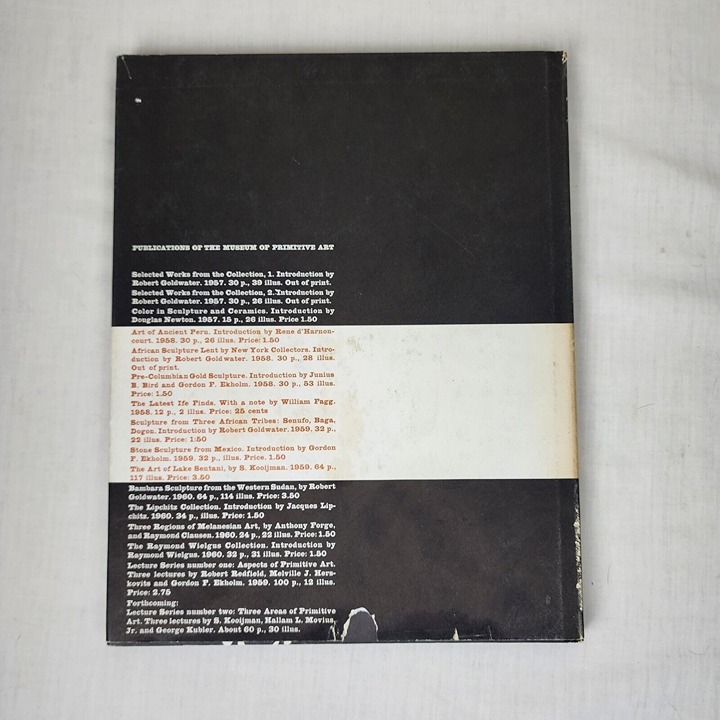 PUBLICATIONS OF THE MUSEUM OF PRIMITIVE ART
Selected Works from the Collection, 1. Introduction by
Robert Goldwater. 1957. 30 p., 39 illus. Out of print.
Selected Works from the Collection, 2. Introduction by
Robert Goldwater. 1957. 30 p., 26 illus. Out of print.
Color in Sculpture and Ceramics. Introduction by
Douglas Newton. 1957. 15 p., 26 illus. Price 1.50
Art of Ancient Peru. Introduction by Rene d'Harnon-
court. 1958. 30 p., 26 illus. Price: 1.50
African Sculpture Lent by New York Collectors. Intro-
duction by Robert Goldwater. 1958. 30 p., 28 illus.
Out of print.
Pre-Columbian Gold Sculpture. Introduction by Junius
B. Bird and Gordon F. Ekholm. 1958. 30 p., 53 illus.
Price: 1.50
The Latest Ife Finds. With a note by William Fagg.
1958. 12 p., 2 illus. Price: 25 cents
Sculpture from Three African Tribes: Senufo, Baga,
Dogon. Introduction by Robert Goldwater. 1959. 32 p.,
22 illus. Price: 1:50
Stone Sculpture from Mexico. Introduction by Gordon
F. Ekholm. 1959. 32 p., illus. Price. 1.50
The Art of Lake Sentani, by S. Kooijman. 1959. 64 p.,
117 illus. Price: 3.50
Bambara Sculpture from the Western Sudan, by Robert
Goldwater. 1960. 64 p., 114 illus. Price: 3.50
The Lipchitz Collection. Introduction by Jacques Lip-
chitz. 1960. 34 p., illus. Price: 1.50
Three Regions of Melanesian Art, by Anthony Forge,
and Raymond Clausen. 1960. 24 p., 22 illus. Price: 1.50
The Raymond Wielgus Collection. Introduction by
Raymond Wielgus. 1960. 32 p., 31 illus. Price: 1.50
Lecture Series number one: Aspects of Primitive Art.
Three lectures by Robert Redfield, Melville J. Hers-
kovits and Gordon F. Ekholm. 1959. 100 p., 12 illus.
Price: 2.75
Forthcoming:
Lecture Series number two: Three Areas of Primitive
Art. Three lectures by S. Kooijman, Hallam L. Movius,
Jr. and George Kubler. About 60 p., 30 illus.